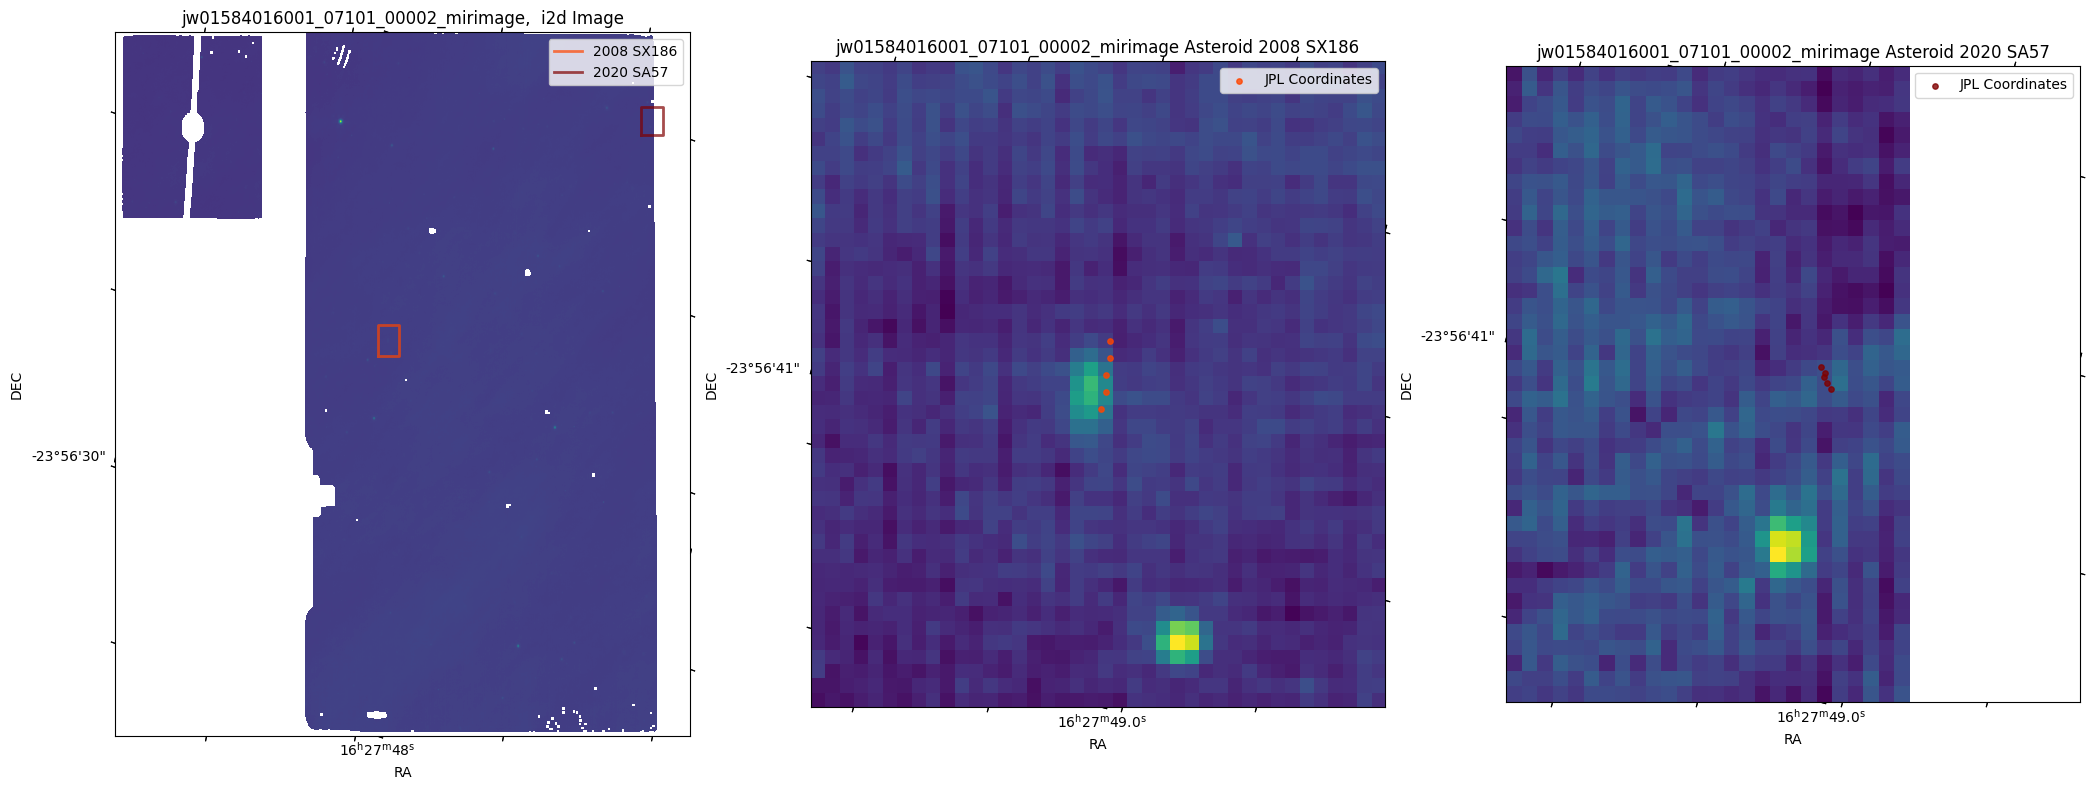 jw01584016001_07101_00002_mirimage,  i2d Image
2008 SX186
2020 SA57
DEC
-23°56'30"
16h27m48s
RA
jw01584016001_07101_00002_mirimage Asteroid 2008 SX186
JPL Coordinates
DEC
-23°56'41"
16h27m49.0s
RA
jw01584016001_07101_00002_mirimage Asteroid 2020 SA57
JPL Coordinates
DEC
-23°56'41"
16h27m49.0s
RA